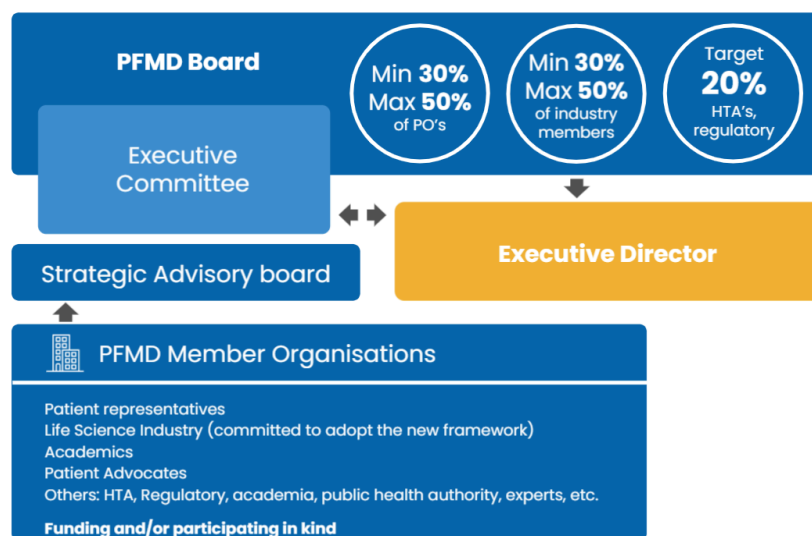 PFMD Board
Min 30%
Max 50%
of PO's
Min 30%
Max 50%
of industry
members
Target
20%
HTA's,
regulatory
Executive
Committee
Executive Director
Strategic Advisory board
PFMD Member Organisations
Patient representatives
Life Science Industry (committed to adopt the new framework)
Academics
Patient Advocates
Others: HTA, Regulatory, academia, public health authority, experts, etc.
Funding and/or participating in kind